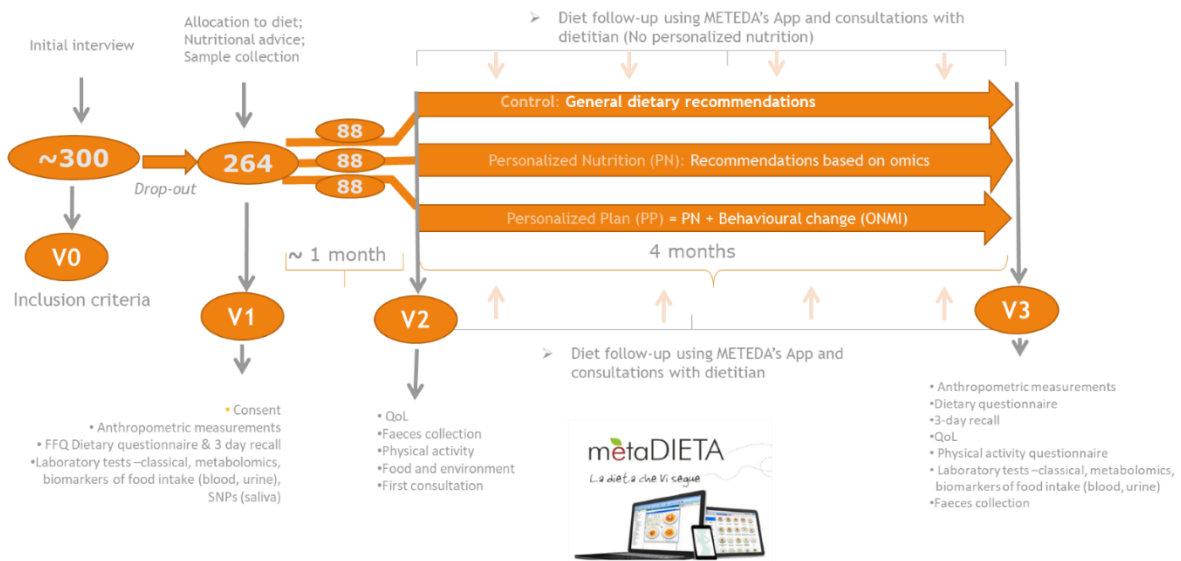 Initial interview
Allocation to diet;
Nutritional advice;
Sample collection
➢ Diet follow-up using METEDA's App and consultations with
dietitian (No personalized nutrition)
Control: General dietary recommendations
~300
Drop-out
264
88
88
88
Personalized Nutrition (PN): Recommendations based on omics
Personalized Plan (PP) = PN + Behavioural change (ONMI)
~ 1 month
4 months
V0
Inclusion criteria
V1
V2
V3
➢ Diet follow-up using METEDA's App and
consultations with dietitian
• Consent
• Anthropometric measurements
• FFQ Dietary questionnaire & 3 day recall
•Laboratory tests –classical, metabolomics,
biomarkers of food intake (blood, urine),
SNPs (saliva)
• QoL
•Faeces collection
•Physical activity
•Food and environment
•First consultation
mètaDIETA
La dieta che Vi segue
• Anthropometric measurements
•Dietary questionnaire
•3-day recall
•QoL
• Physical activity questionnaire
• Laboratory tests –classical, metabolomics,
biomarkers of food intake (blood, urine)
•Faeces collection